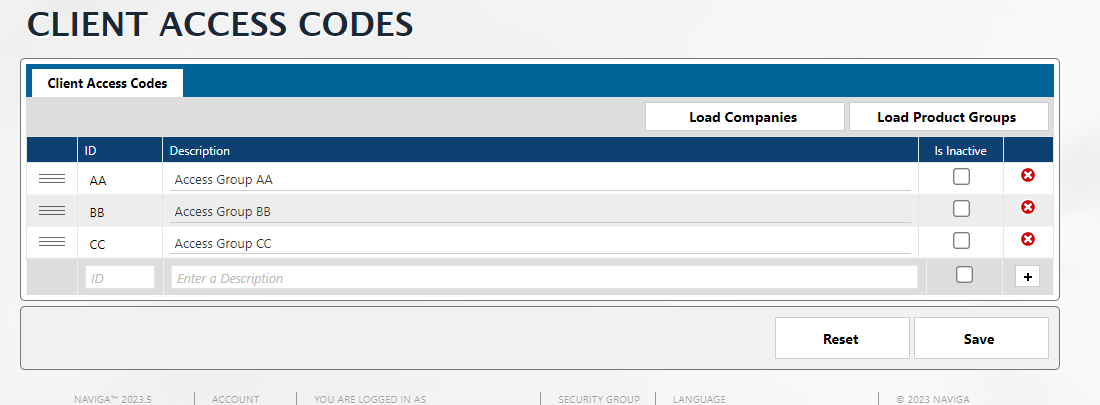 CLIENT ACCESS CODES
Client Access Codes
Load Companies Load Product Groups
ID Description Is Inactive
AA Access Group AA
BB Access Group BB
CC Access Group CC
ID Enter a Description +
Reset Save
NAVIGA™ 2023.5 ACCOUNT YOU ARE LOGGED IN AS SECURITY GROUP LANGUAGE © 2023 NAVIGA